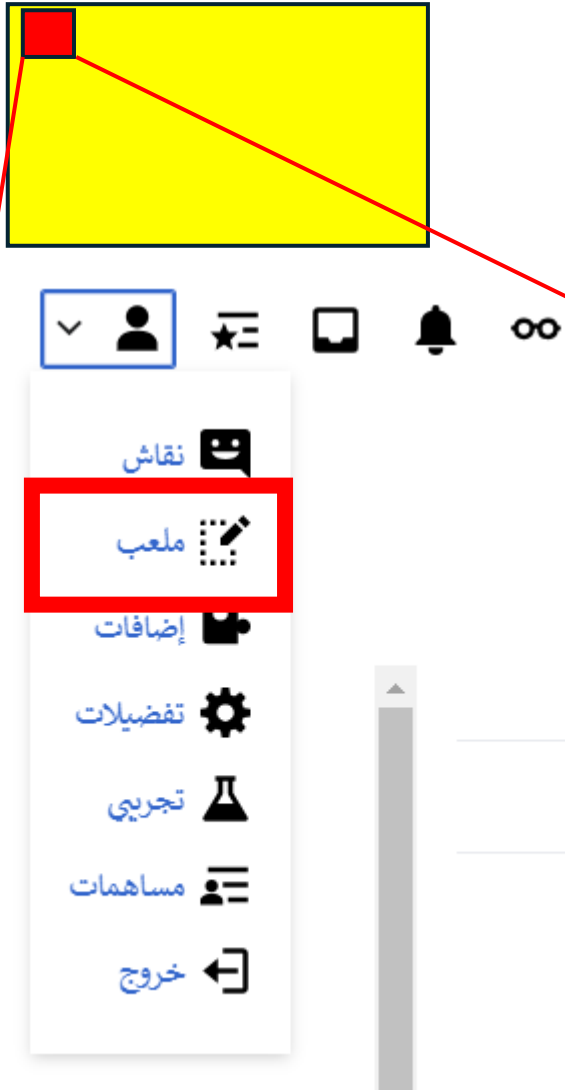 نقاش
ملعب
إضافات
تفضيلات
تجريبي
مساهمات
خروج